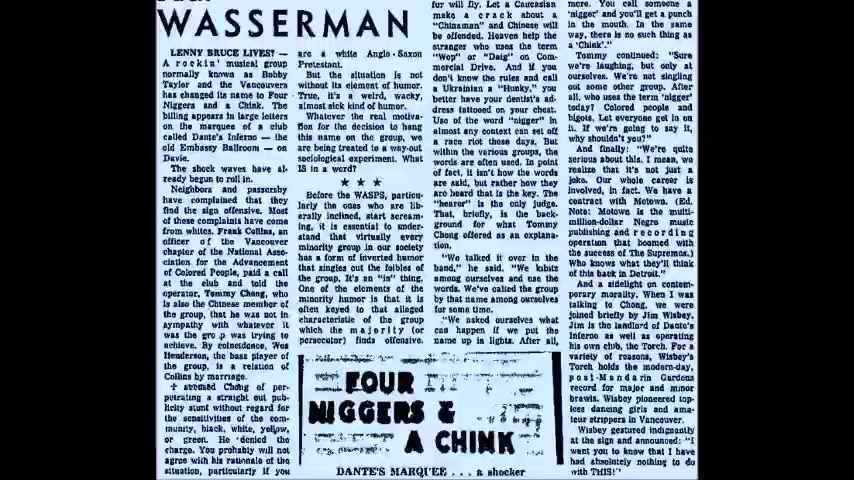 WASSERMAN
LENNY BRUCE LIVES! —
A rockin' musical group
normally known as Bobby
Taylor and the Vancouvers
has changed its name to Four
Niggers and a Chink. The
billing appears in large letters
on the marquee of a club
called Dante's Inferno — the
old Embassy Ballroom — on
Davie.
The shock waves have al-
ready begun to roll in.
Neighbors and passersby
have complained that they
find the sign offensive. Most
of these complaints have come
from whites. Frank Collins, an
officer of the Vancouver
chapter of the National Asso-
ciation for the Advancement
of Colored People, paid a call
at the club and told the
operator, Tommy Chong, who
is also the Chinese member of
the group, that he was not in
sympathy with whatever it
was the group was trying to
achieve. By coincidence, Wes
Henderson, the bass player of
the group, is a relation of
Collins by marriage.
I accused Chong of per-
petrating a straight out pub-
licity stunt without regard for
the sensitivities of the com-
munity, black, white, yellow,
or green. He denied the
charge. You probably will not
agree with his rationale of the
situation, particularly if you
are a white Anglo-Saxon
Protestant.
But the situation is not
without its element of humor.
True, it's a weird, wacky,
almost sick kind of humor.
Whatever the real motiva-
tion for the decision to hang
this name on the group, we
are being treated to a way-out
sociological experiment. What
IS in a word?
★ ★ ★
Before the WASPS, particu-
larly the ones who are lib-
erally inclined, start scream-
ing, it is essential to under-
stand that virtually every
minority group in our society
has a form of inverted humor
that singles out the foibles of
the group. It's an "in" thing.
One of the elements of the
minority humor is that it is
often keyed to that alleged
characteristic of the group
which the majority (or
persecutor) finds offensive.
fur will fly. Let a Caucasian
make a crack about a
"Chinaman" and Chinese will
be offended. Heaven help the
stranger who uses the term
"Wop" or "Daig" on Com-
mercial Drive. And if you
don't know the rules and call
a Ukrainian a "Hunky," you
better have your dentist's ad-
dress tattooed on your chest.
Use of the word "nigger" in
almost any context can set off
a race riot these days. But
within the various groups, the
words are often used. In point
of fact, it isn't how the words
are said, but rather how they
are heard that is the key. The
"hearer" is the only judge.
That, briefly, is the back-
ground for what Tommy
Chong offered as an explana-
tion.
"We talked it over in the
band," he said. "We kibitz
among ourselves and use the
words. We've called the group
by that name among ourselves
for some time.
"We asked ourselves what
can happen if we put the
name up in lights. After all,
more. You call someone a
'nigger' and you'll get a punch
in the mouth. In the same
way, there is no such thing as
a 'Chink'."
Tommy continued: "Sure
we're laughing, but only at
ourselves. We're not singling
out some other group. After
all, who uses the term 'nigger'
today? Colored people and
bigots. Let everyone get in on
it. If we're going to say it,
why shouldn't you?"
And finally: "We're quite
serious about this. I mean, we
realize that it's not just a
joke. Our whole career is
involved, in fact. We have a
contract with Motown. (Ed.
Note: Motown is the multi-
million-dollar Negro music
publishing and recording
operation that boomed with
the success of The Supremes.)
Who knows what they'll think
of this back in Detroit."
And a sidelight on contem-
porary morality. When I was
talking to Chong, we were
joined briefly by Jim Wisbey.
Jim is the landlord of Dante's
Inferno as well as operating
his own club, the Torch. For a
variety of reasons, Wisbey's
Torch holds the modern-day,
post-Mandarin Gardens
record for major and minor
brawls. Wisbey pioneered top-
less dancing girls and ama-
teur strippers in Vancouver.
Wisbey gestured indignantly
at the sign and announced: "I
want you to know that I have
had absolutely nothing to do
with THIS!"
FOUR
NIGGERS &
A CHINK
DANTE'S MARQUEE . . . a shocker